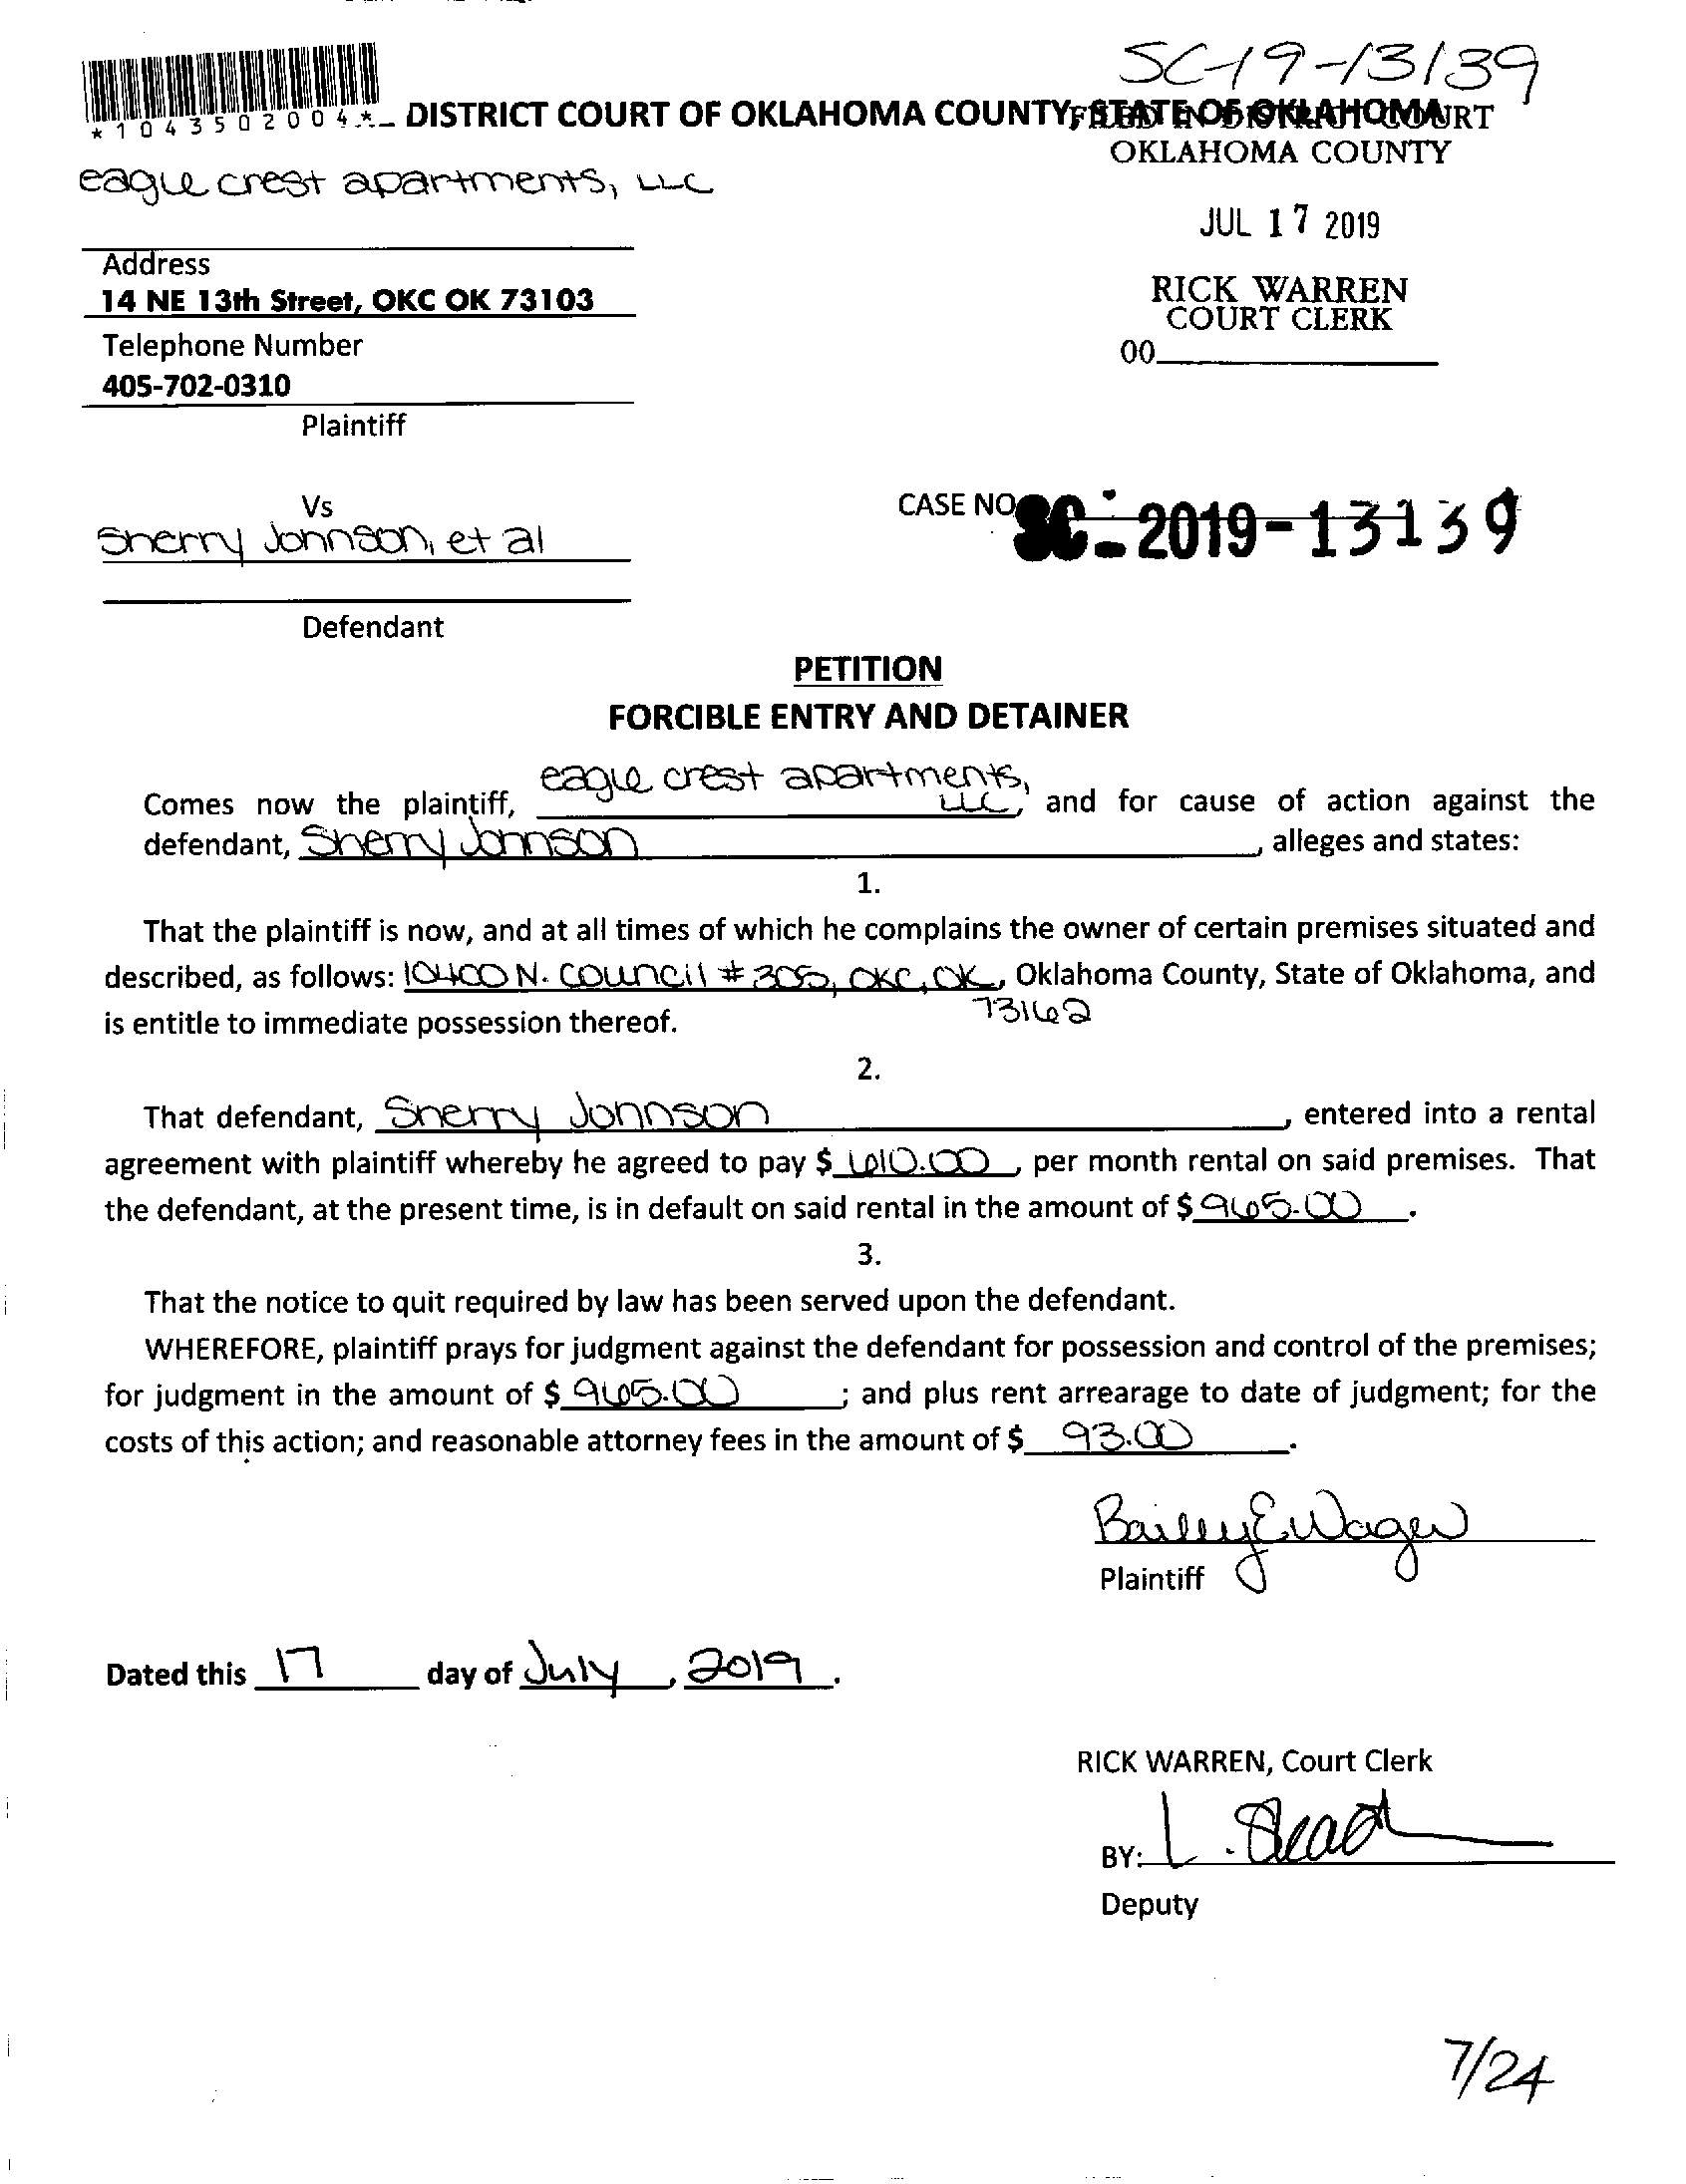 SC-19-13139
*1043502004*
DISTRICT COURT OF OKLAHOMA COUNTY, STATE OF OKLAHOMA
FILED IN DISTRICT COURT
OKLAHOMA COUNTY
eagle crest apartments, LLC
JUL 17 2019
Address
14 NE 13th Street, OKC OK 73103
RICK WARREN
COURT CLERK
Telephone Number
00
405-702-0310
Plaintiff
Vs
CASE NO SC-2019-13139
Sherry Johnson, et al
Defendant
PETITION
FORCIBLE ENTRY AND DETAINER
Comes now the plaintiff, eagle crest apartments, LLC, and for cause of action against the
defendant, Sherry Johnson, alleges and states:
1.
That the plaintiff is now, and at all times of which he complains the owner of certain premises situated and
described, as follows: 10400 N. Council #305, OKC, OK, Oklahoma County, State of Oklahoma, and
73162
is entitle to immediate possession thereof.
2.
That defendant, Sherry Johnson, entered into a rental
agreement with plaintiff whereby he agreed to pay $ 610.00, per month rental on said premises. That
the defendant, at the present time, is in default on said rental in the amount of $ 965.00.
3.
That the notice to quit required by law has been served upon the defendant.
WHEREFORE, plaintiff prays for judgment against the defendant for possession and control of the premises;
for judgment in the amount of $ 965.00; and plus rent arrearage to date of judgment; for the
costs of this action; and reasonable attorney fees in the amount of $ 93.00.
Bailey E Wager
Plaintiff
Dated this 17 day of July, 2019.
RICK WARREN, Court Clerk
BY: L.
Deputy
7/24